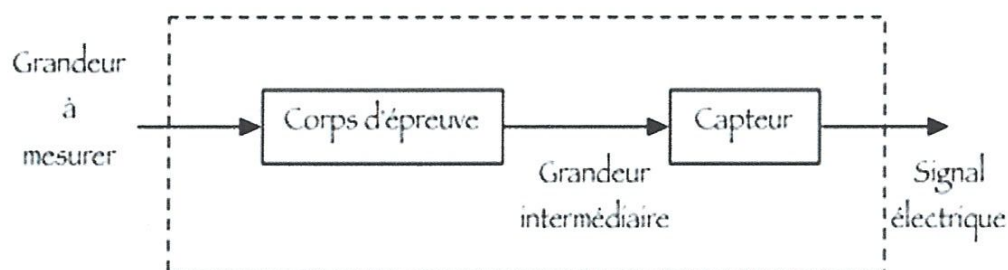 Grandeur
à
mesurer
Corps d'épreuve
Grandeur
intermédiaire
Capteur
Signal
électrique